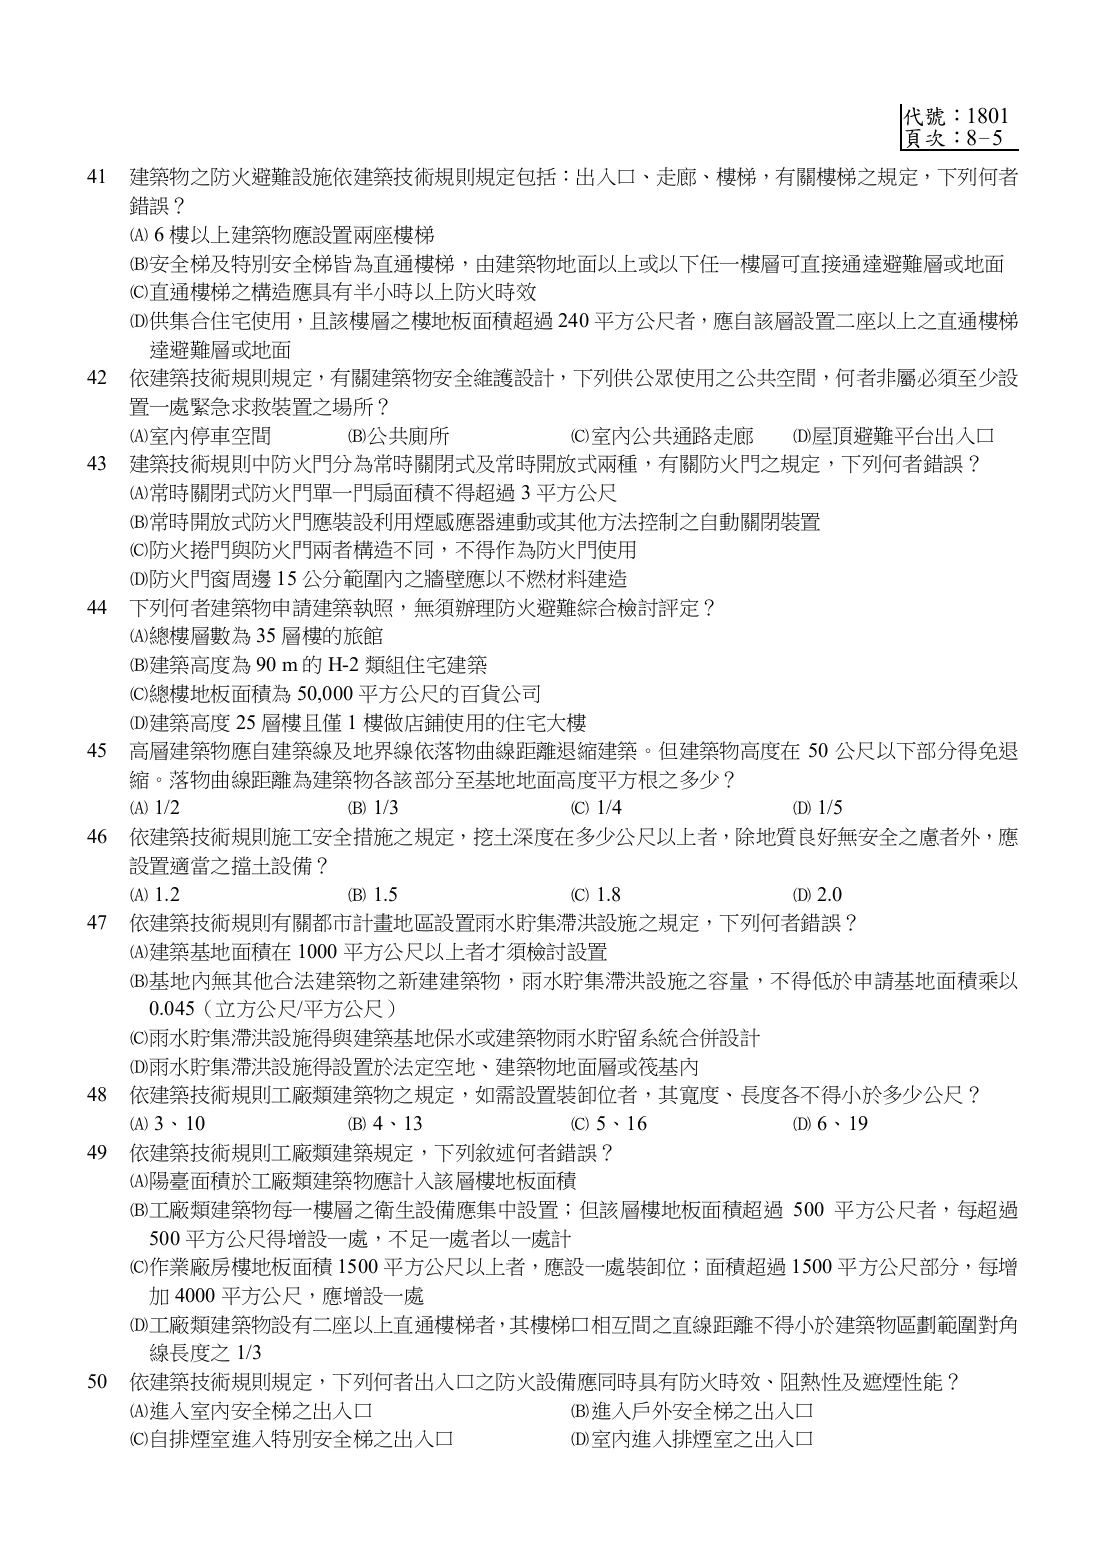 代號：1801
頁次：8-5
41 建築物之防火避難設施依建築技術規則規定包括：出入口、走廊、樓梯，有關樓梯之規定，下列何者
錯誤？
(A) 6 樓以上建築物應設置兩座樓梯
(B)安全梯及特別安全梯皆為直通樓梯，由建築物地面以上或以下任一樓層可直接通達避難層或地面
(C)直通樓梯之構造應具有半小時以上防火時效
(D)供集合住宅使用，且該樓層之樓地板面積超過 240 平方公尺者，應自該層設置二座以上之直通樓梯
達避難層或地面
42 依建築技術規則規定，有關建築物安全維護設計，下列供公眾使用之公共空間，何者非屬必須至少設
置一處緊急求救裝置之場所？
(A)室內停車空間 (B)公共廁所 (C)室內公共通路走廊 (D)屋頂避難平台出入口
43 建築技術規則中防火門分為常時關閉式及常時開放式兩種，有關防火門之規定，下列何者錯誤？
(A)常時關閉式防火門單一門扇面積不得超過 3 平方公尺
(B)常時開放式防火門應裝設利用煙感應器連動或其他方法控制之自動關閉裝置
(C)防火捲門與防火門兩者構造不同，不得作為防火門使用
(D)防火門窗周邊 15 公分範圍內之牆壁應以不燃材料建造
44 下列何者建築物申請建築執照，無須辦理防火避難綜合檢討評定？
(A)總樓層數為 35 層樓的旅館
(B)建築高度為 90 m 的 H-2 類組住宅建築
(C)總樓地板面積為 50,000 平方公尺的百貨公司
(D)建築高度 25 層樓且僅 1 樓做店鋪使用的住宅大樓
45 高層建築物應自建築線及地界線依落物曲線距離退縮建築。但建築物高度在 50 公尺以下部分得免退
縮。落物曲線距離為建築物各該部分至基地地面高度平方根之多少？
(A) 1/2 (B) 1/3 (C) 1/4 (D) 1/5
46 依建築技術規則施工安全措施之規定，挖土深度在多少公尺以上者，除地質良好無安全之慮者外，應
設置適當之擋土設備？
(A) 1.2 (B) 1.5 (C) 1.8 (D) 2.0
47 依建築技術規則有關都市計畫地區設置雨水貯集滯洪設施之規定，下列何者錯誤？
(A)建築基地面積在 1000 平方公尺以上者才須檢討設置
(B)基地內無其他合法建築物之新建建築物，雨水貯集滯洪設施之容量，不得低於申請基地面積乘以
0.045（立方公尺/平方公尺）
(C)雨水貯集滯洪設施得與建築基地保水或建築物雨水貯留系統合併設計
(D)雨水貯集滯洪設施得設置於法定空地、建築物地面層或筏基內
48 依建築技術規則工廠類建築物之規定，如需設置裝卸位者，其寬度、長度各不得小於多少公尺？
(A) 3、10 (B) 4、13 (C) 5、16 (D) 6、19
49 依建築技術規則工廠類建築規定，下列敘述何者錯誤？
(A)陽臺面積於工廠類建築物應計入該層樓地板面積
(B)工廠類建築物每一樓層之衛生設備應集中設置；但該層樓地板面積超過 500 平方公尺者，每超過
500 平方公尺得增設一處，不足一處者以一處計
(C)作業廠房樓地板面積 1500 平方公尺以上者，應設一處裝卸位；面積超過 1500 平方公尺部分，每增
加 4000 平方公尺，應增設一處
(D)工廠類建築物設有二座以上直通樓梯者，其樓梯口相互間之直線距離不得小於建築物區劃範圍對角
線長度之 1/3
50 依建築技術規則規定，下列何者出入口之防火設備應同時具有防火時效、阻熱性及遮煙性能？
(A)進入室內安全梯之出入口 (B)進入戶外安全梯之出入口
(C)自排煙室進入特別安全梯之出入口 (D)室內進入排煙室之出入口